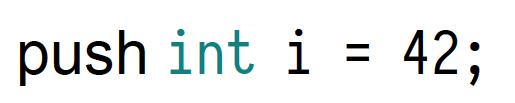 push int i = 42;